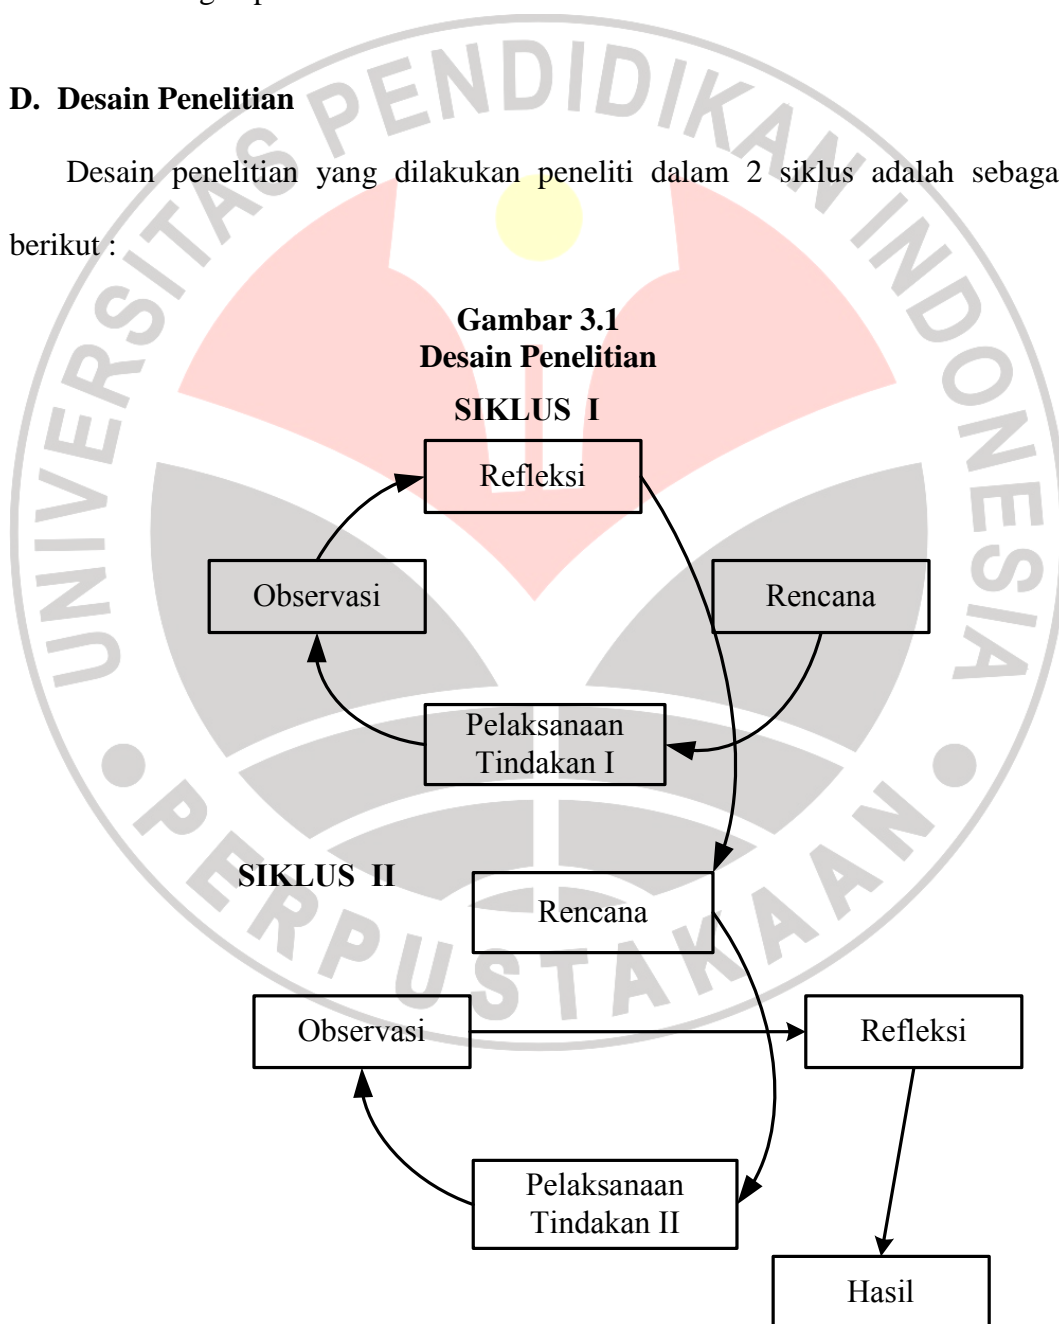 D. Desain Penelitian
Desain penelitian yang dilakukan peneliti dalam 2 siklus adalah sebaga
berikut :
Gambar 3.1
Desain Penelitian
SIKLUS I
Refleksi
Observasi
Rencana
Pelaksanaan
Tindakan I
SIKLUS II
Rencana
Observasi
Refleksi
Pelaksanaan
Tindakan II
Hasil
UNIVERSITAS PENDIDIKAN INDONESIA
PERPUSTAKAAN